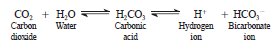 CO₂ + H₂O ⇌ H₂CO₃ ⇌ H⁺ + HCO₃⁻
Carbon Water Carbonic Hydrogen Bicarbonate
dioxide acid ion ion